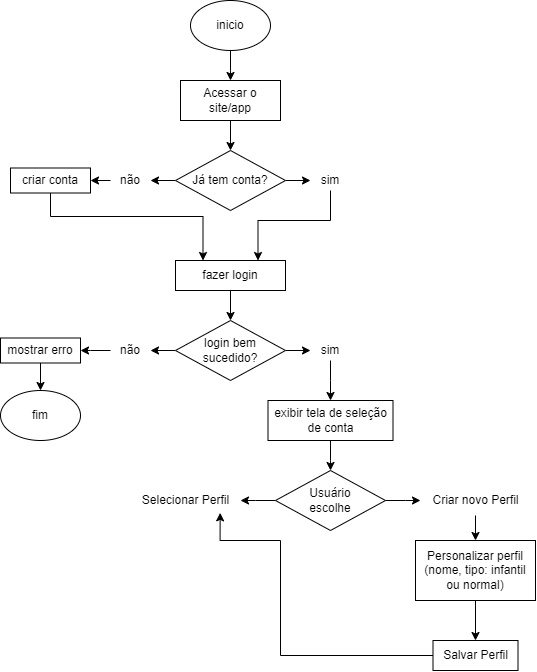 inicio
Acessar o
site/app
criar conta
não
Já tem conta?
sim
fazer login
mostrar erro
não
login bem
sucedido?
sim
fim
exibir tela de seleção
de conta
Selecionar Perfil
Usuário
escolhe
Criar novo Perfil
Personalizar perfil
(nome, tipo: infantil
ou normal)
Salvar Perfil